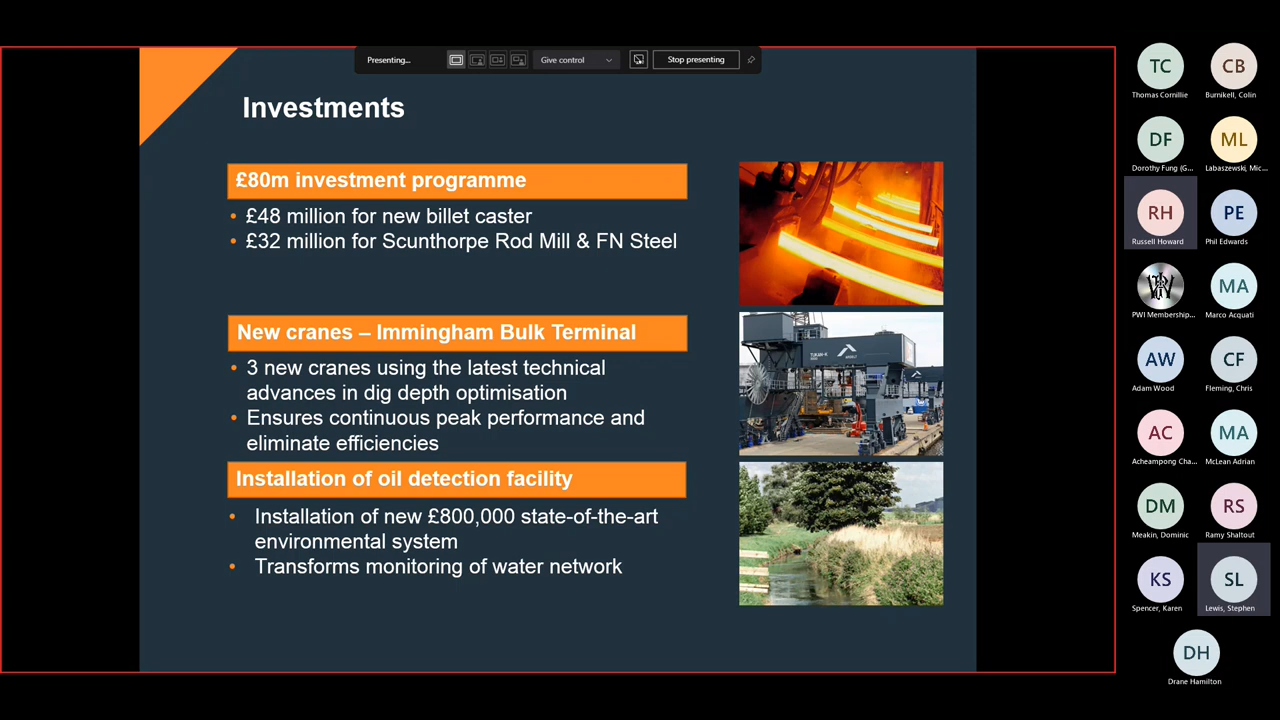 Presenting...
Give control
Stop presenting
Investments
£80m investment programme
• £48 million for new billet caster
• £32 million for Scunthorpe Rod Mill & FN Steel
New cranes – Immingham Bulk Terminal
• 3 new cranes using the latest technical
advances in dig depth optimisation
• Ensures continuous peak performance and
eliminate efficiencies
Installation of oil detection facility
• Installation of new £800,000 state-of-the-art
environmental system
• Transforms monitoring of water network
TC
Thomas Cornillie
CB
Burnikell, Colin
DF
Dorothy Fung (G...
ML
Labaszewski, Mic...
RH
Russell Howard
PE
Phil Edwards
PWI Membership...
MA
Marco Acquati
AW
Adam Wood
CF
Fleming, Chris
AC
Acheampong Cha...
MA
McLean Adrian
DM
Meakin, Dominic
RS
Ramy Shaltout
KS
Spencer, Karen
SL
Lewis, Stephen
DH
Drane Hamilton